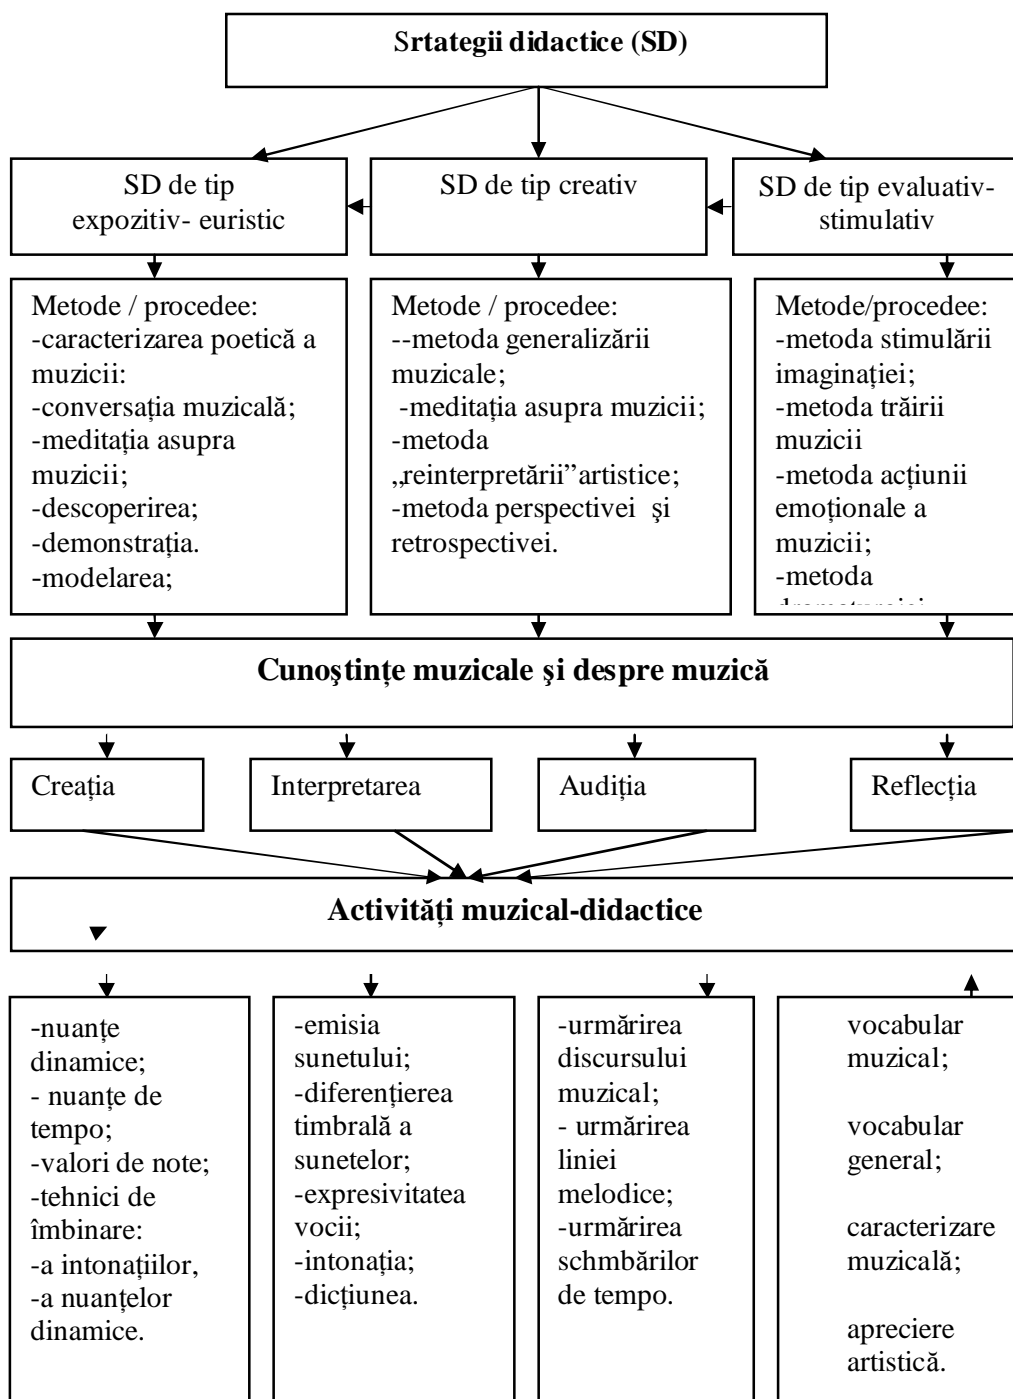 Srtategii didactice (SD)
SD de tip
expozitiv- euristic
SD de tip creativ
SD de tip evaluativ-
stimulativ
Metode / procedee:
-caracterizarea poetică a
muzicii:
-conversația muzicală;
-meditația asupra
muzicii;
-descoperirea;
-demonstrația.
-modelarea;
Metode / procedee:
--metoda generalizării
muzicale;
-meditația asupra muzicii;
-metoda
„reinterpretării”artistice;
-metoda perspectivei și
retrospectivei.
Metode/procedee:
-metoda stimulării
imaginației;
-metoda trăirii
muzicii
-metoda acțiunii
emoționale a
muzicii;
-metoda
Cunoştințe muzicale şi despre muzică
Creația
Interpretarea
Audiția
Reflecția
Activități muzical-didactice
-nuanțe
dinamice;
- nuanțe de
tempo;
-valori de note;
-tehnici de
îmbinare:
-a intonațiilor,
-a nuanțelor
dinamice.
-emisia
sunetului;
-diferențierea
timbrală a
sunetelor;
-expresivitatea
vocii;
-intonația;
-dicțiunea.
-urmărirea
discursului
muzical;
- urmărirea
liniei
melodice;
-urmărirea
schmbărilor
de tempo.
vocabular
muzical;
vocabular
general;
caracterizare
muzicală;
apreciere
artistică.